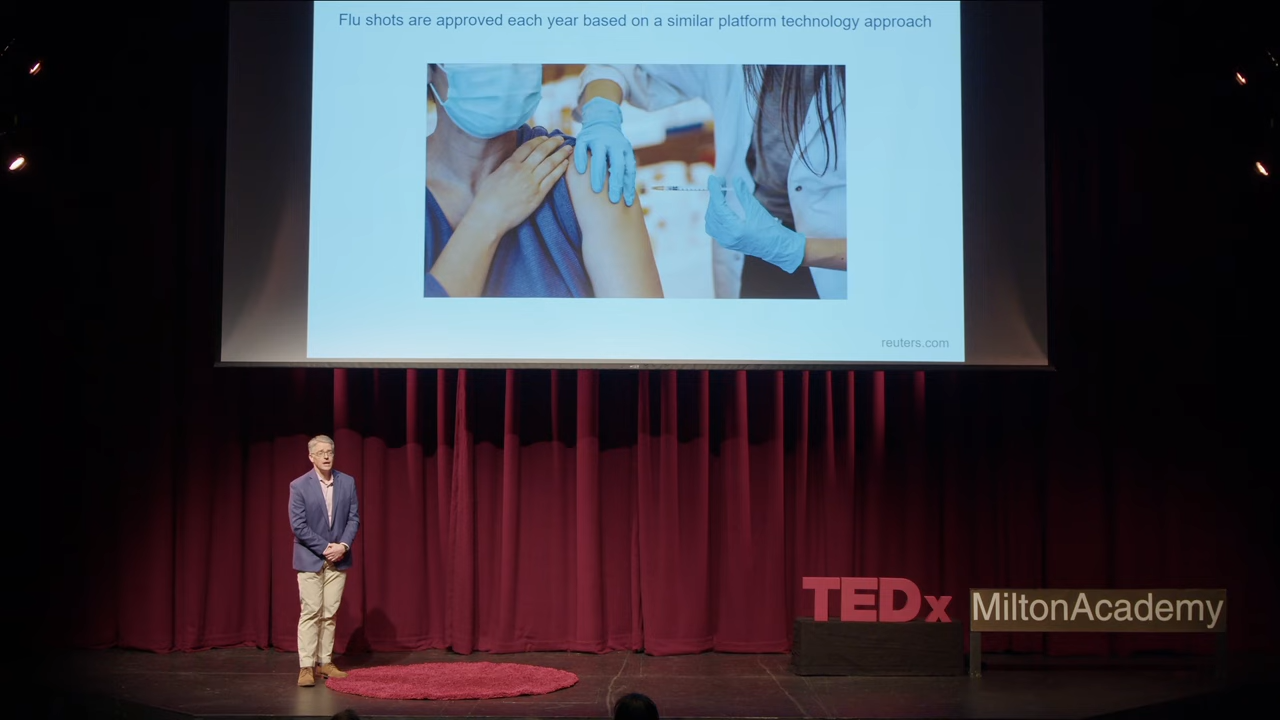 Flu shots are approved each year based on a similar platform technology approach
reuters.com
TEDx
MiltonAcademy